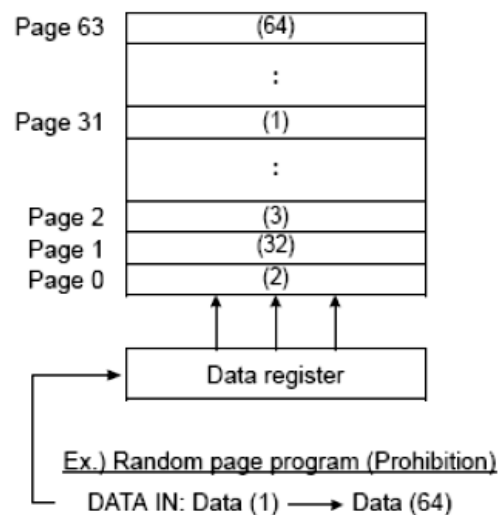 Page 63 (64)
:
Page 31 (1)
:
Page 2 (3)
Page 1 (32)
Page 0 (2)
Data register
Ex.) Random page program (Prohibition)
DATA IN: Data (1) → Data (64)